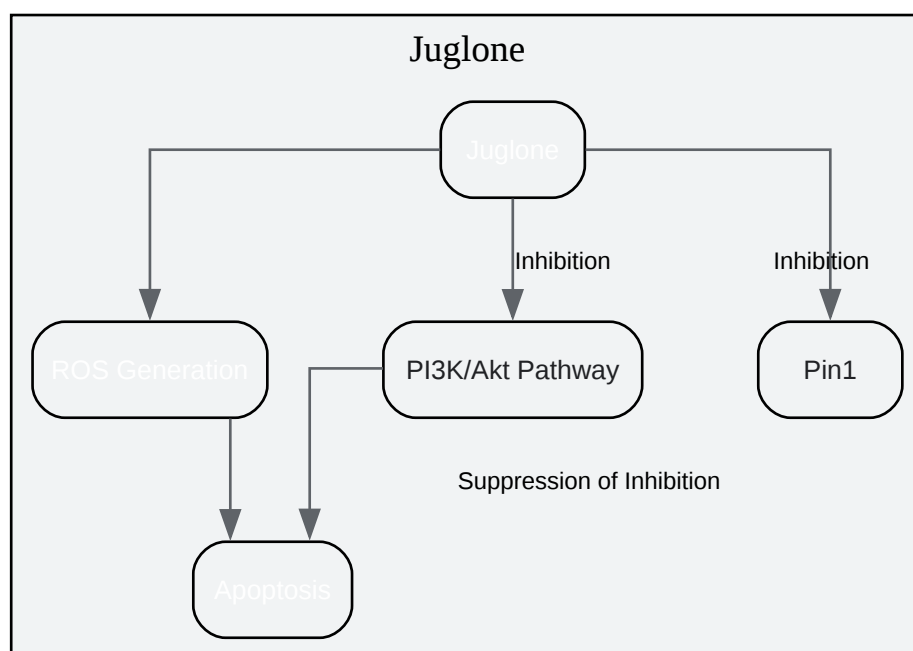 Juglone
Juglone
Inhibition
Inhibition
ROS Generation
PI3K/Akt Pathway
Pin1
Suppression of Inhibition
Apoptosis